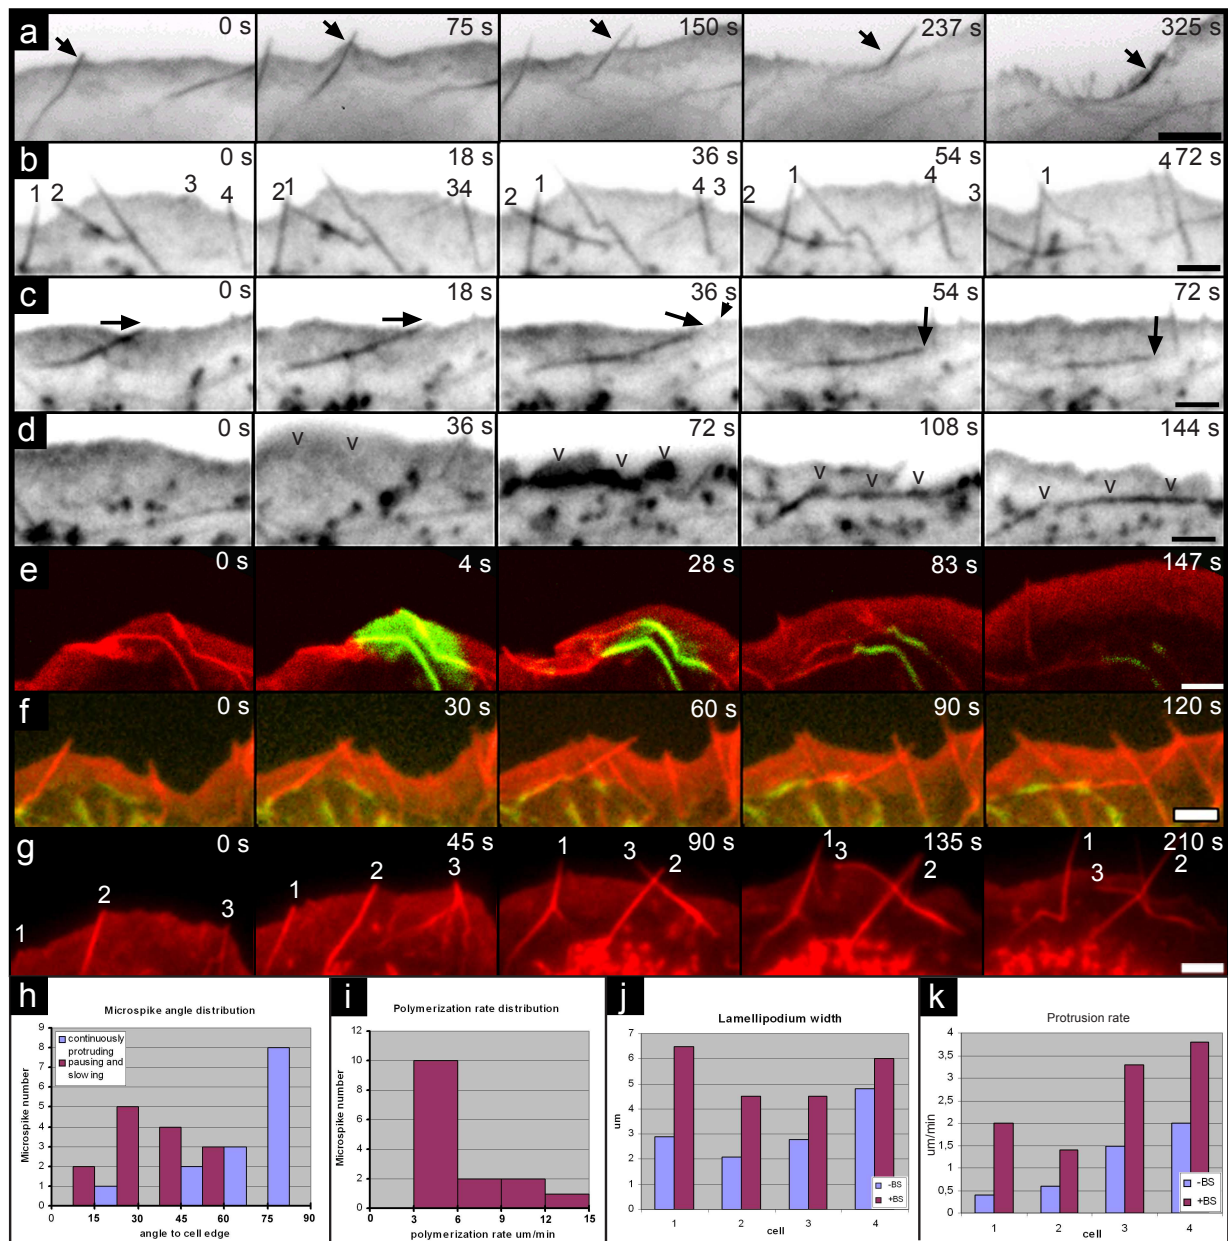 a 0 s 75 s 150 s 237 s 325 s
b 0 s 18 s 36 s 54 s 72 s
1 2 3 4 2 1 3 4 2 1 4 3 2 1 4 3 1 4
c 0 s 18 s 36 s 54 s 72 s
d 0 s 36 s 72 s 108 s 144 s
v v v v v v v v v v v
e 0 s 4 s 28 s 83 s 147 s
f 0 s 30 s 60 s 90 s 120 s
g 0 s 45 s 90 s 135 s 210 s
1 2 3 1 2 3 1 3 2 1 3 2 1 3 2
h
Microspike angle distribution
Microspike number
9
8
7
6
5
4
3
2
1
0
continuously
protruding
pausing and
slowing
0 15 30 45 60 75 90
angle to cell edge
i
Polymerization rate distribution
Microspike number
12
10
8
6
4
2
0
0 3 6 9 12 15
polymerization rate um/min
j
Lamellipodium width
um
7
6
5
4
3
2
1
0
-BS
+BS
1 2 3 4
cell
k
Protrusion rate
um/min
4
3,5
3
2,5
2
1,5
1
0,5
0
-BS
+BS
1 2 3 4
cell